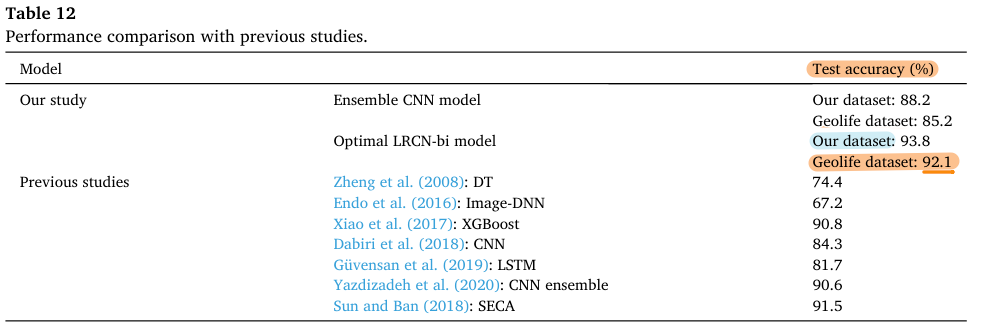 Table 12
Performance comparison with previous studies.
Model Test accuracy (%)
Our study Ensemble CNN model Our dataset: 88.2
Geolife dataset: 85.2
Optimal LRCN-bi model Our dataset: 93.8
Geolife dataset: 92.1
Previous studies Zheng et al. (2008): DT 74.4
Endo et al. (2016): Image-DNN 67.2
Xiao et al. (2017): XGBoost 90.8
Dabiri et al. (2018): CNN 84.3
Güvensan et al. (2019): LSTM 81.7
Yazdizadeh et al. (2020): CNN ensemble 90.6
Sun and Ban (2018): SECA 91.5